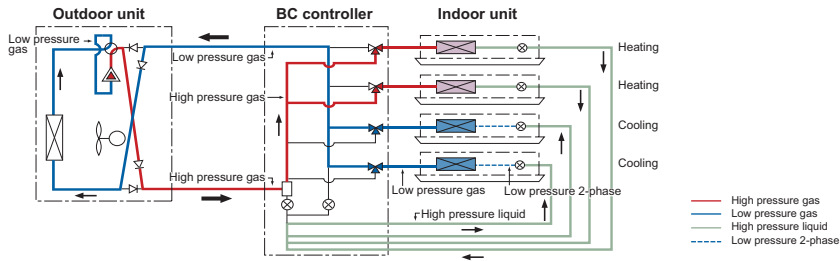 Outdoor unit
BC controller
Indoor unit
Low pressure
gas
Low pressure gas
High pressure gas
High pressure gas
Heating
Heating
Cooling
Cooling
Low pressure gas
Low pressure 2-phase
High pressure liquid
High pressure gas
Low pressure gas
High pressure liquid
Low pressure 2-phase